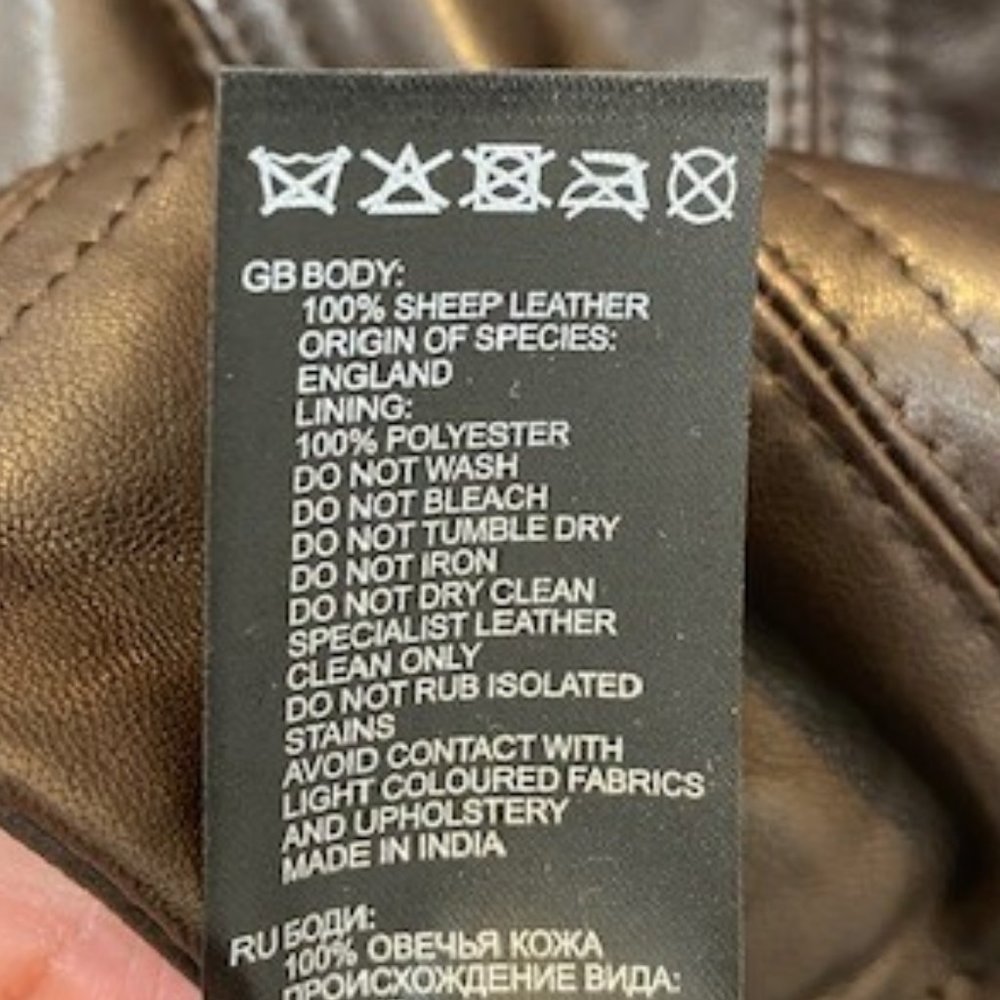 GB BODY:
100% SHEEP LEATHER
ORIGIN OF SPECIES:
ENGLAND
LINING:
100% POLYESTER
DO NOT WASH
DO NOT BLEACH
DO NOT TUMBLE DRY
DO NOT IRON
DO NOT DRY CLEAN
SPECIALIST LEATHER
CLEAN ONLY
DO NOT RUB ISOLATED
STAINS
AVOID CONTACT WITH
LIGHT COLOURED FABRICS
AND UPHOLSTERY
MADE IN INDIA
RU БОДИ:
100% ОВЕЧЬЯ КОЖА
ПРОИСХОЖДЕНИЕ ВИДА: